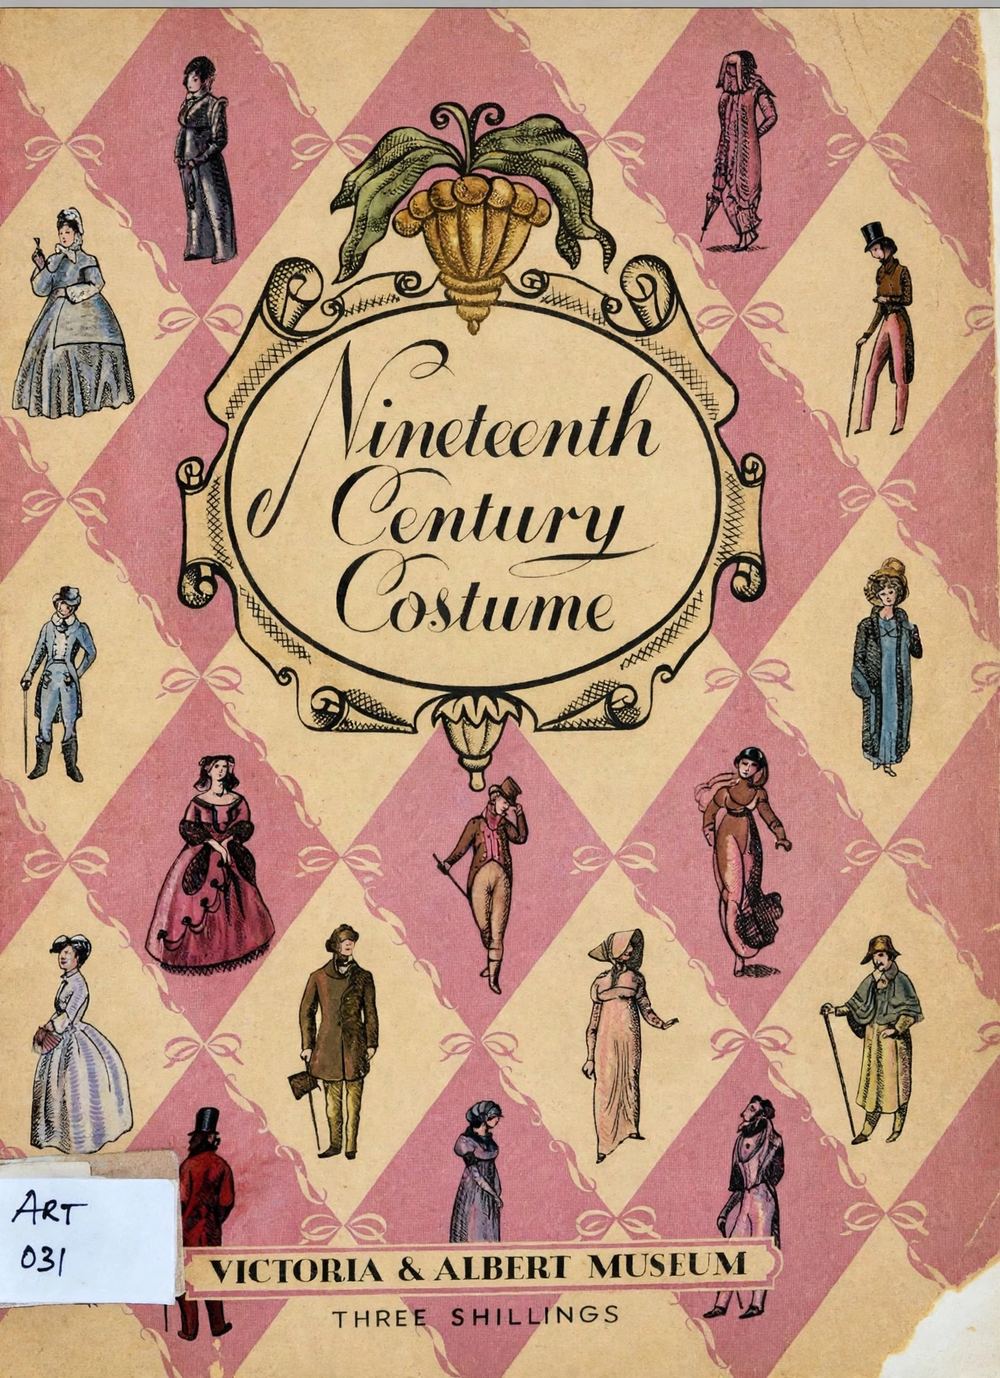 Nineteenth
Century
Costume
ART
031
VICTORIA & ALBERT MUSEUM
THREE SHILLINGS